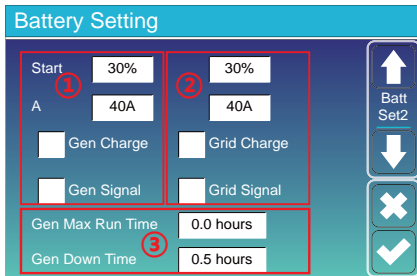 Battery Setting
Start 30% 30%
① ②
A 40A 40A
Batt
Set2
Gen Charge Grid Charge
Gen Signal Grid Signal
Gen Max Run Time 0.0 hours
③
Gen Down Time 0.5 hours